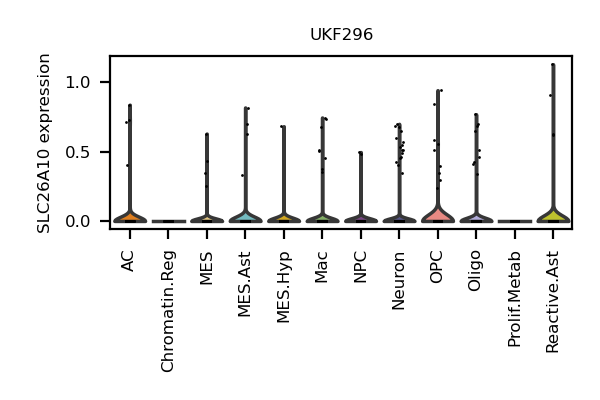 UKF296
SLC26A10 expression
1.0
0.5
0.0
AC
Chromatin.Reg
MES
MES.Ast
MES.Hyp
Mac
NPC
Neuron
OPC
Oligo
Prolif.Metab
Reactive.Ast